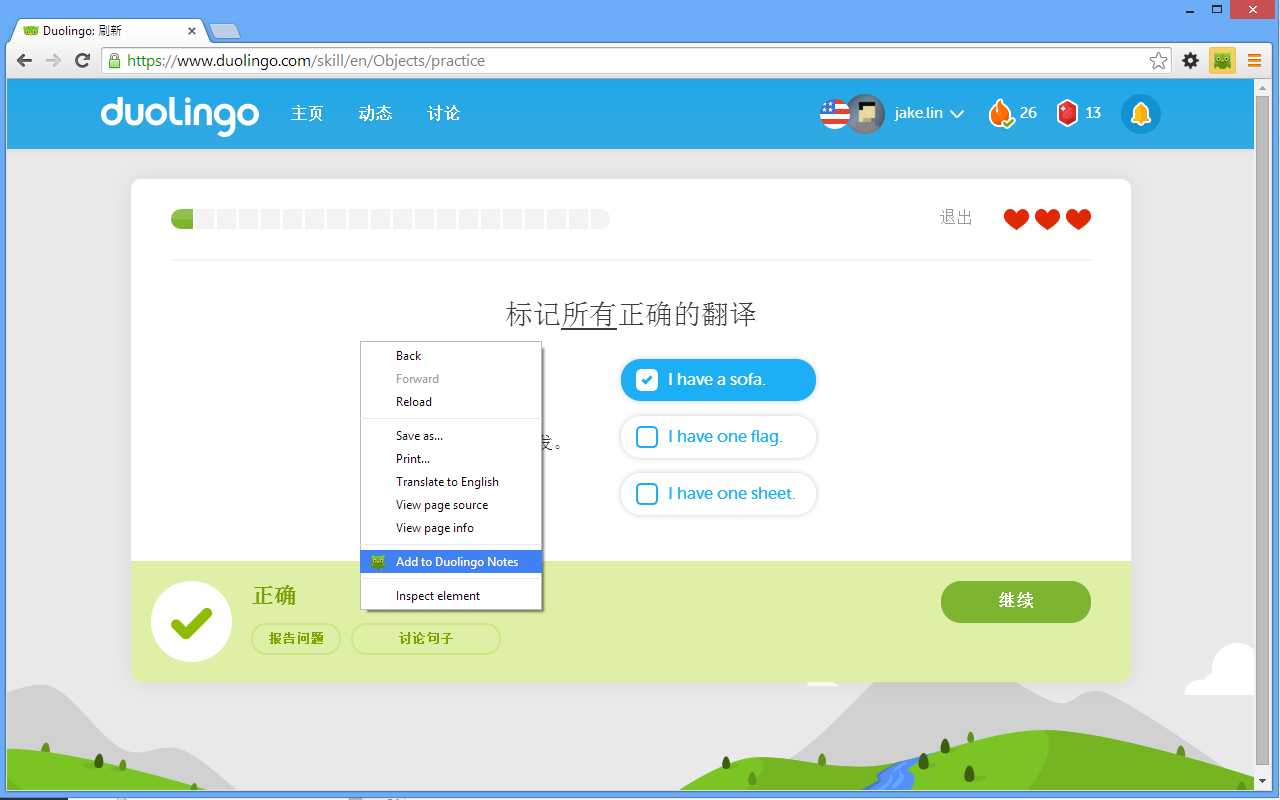 Duolingo: 刷新
https://www.duolingo.com/skill/en/Objects/practice
duolingo 主页 动态 讨论 jake.lin 26 13
退出
标记所有正确的翻译
Back
Forward
Reload
Save as...
Print...
Translate to English
View page source
View page info
Add to Duolingo Notes
Inspect element
发。
I have a sofa.
I have one flag.
I have one sheet.
正确
报告问题 讨论句子
继续